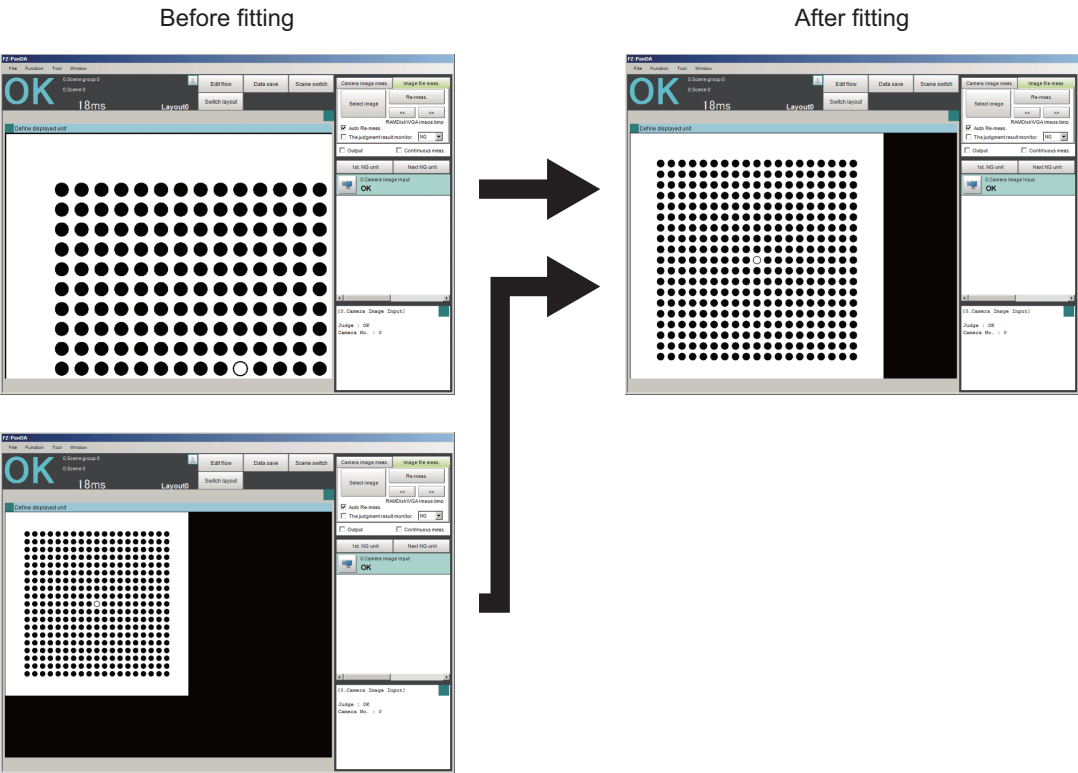 Before fitting
After fitting
FZ-PanDA
File Function Tool Window
OK
0.Scene group 0
0.Scene 0
18ms
Layout0
Edit flow
Data save
Scene switch
Switch layout
Define displayed unit
Camera image meas.
Image file meas.
Select image
Re-meas.
<<
>>
RAMDisk\VGA image.bmp
Auto Re-meas.
The judgment result monitor.
NG
Output
Continuous meas.
1st. NG unit
Next NG unit
0.Camera Image Input
OK
[0.Camera Image Input]
Judge : OK
Camera No. : 0
FZ-PanDA
File Function Tool Window
OK
0.Scene group 0
0.Scene 0
18ms
Layout0
Edit flow
Data save
Scene switch
Switch layout
Define displayed unit
Camera image meas.
Image file meas.
Select image
Re-meas.
<<
>>
RAMDisk\VGA image.bmp
Auto Re-meas.
The judgment result monitor.
NG
Output
Continuous meas.
1st. NG unit
Next NG unit
0.Camera Image Input
OK
[0.Camera Image Input]
Judge : OK
Camera No. : 0
FZ-PanDA
File Function Tool Window
OK
0.Scene group 0
0.Scene 0
18ms
Layout0
Edit flow
Data save
Scene switch
Switch layout
Define displayed unit
Camera image meas.
Image file meas.
Select image
Re-meas.
<<
>>
RAMDisk\VGA image.bmp
Auto Re-meas.
The judgment result monitor.
NG
Output
Continuous meas.
1st. NG unit
Next NG unit
0.Camera Image Input
OK
[0.Camera Image Input]
Judge : OK
Camera No. : 0